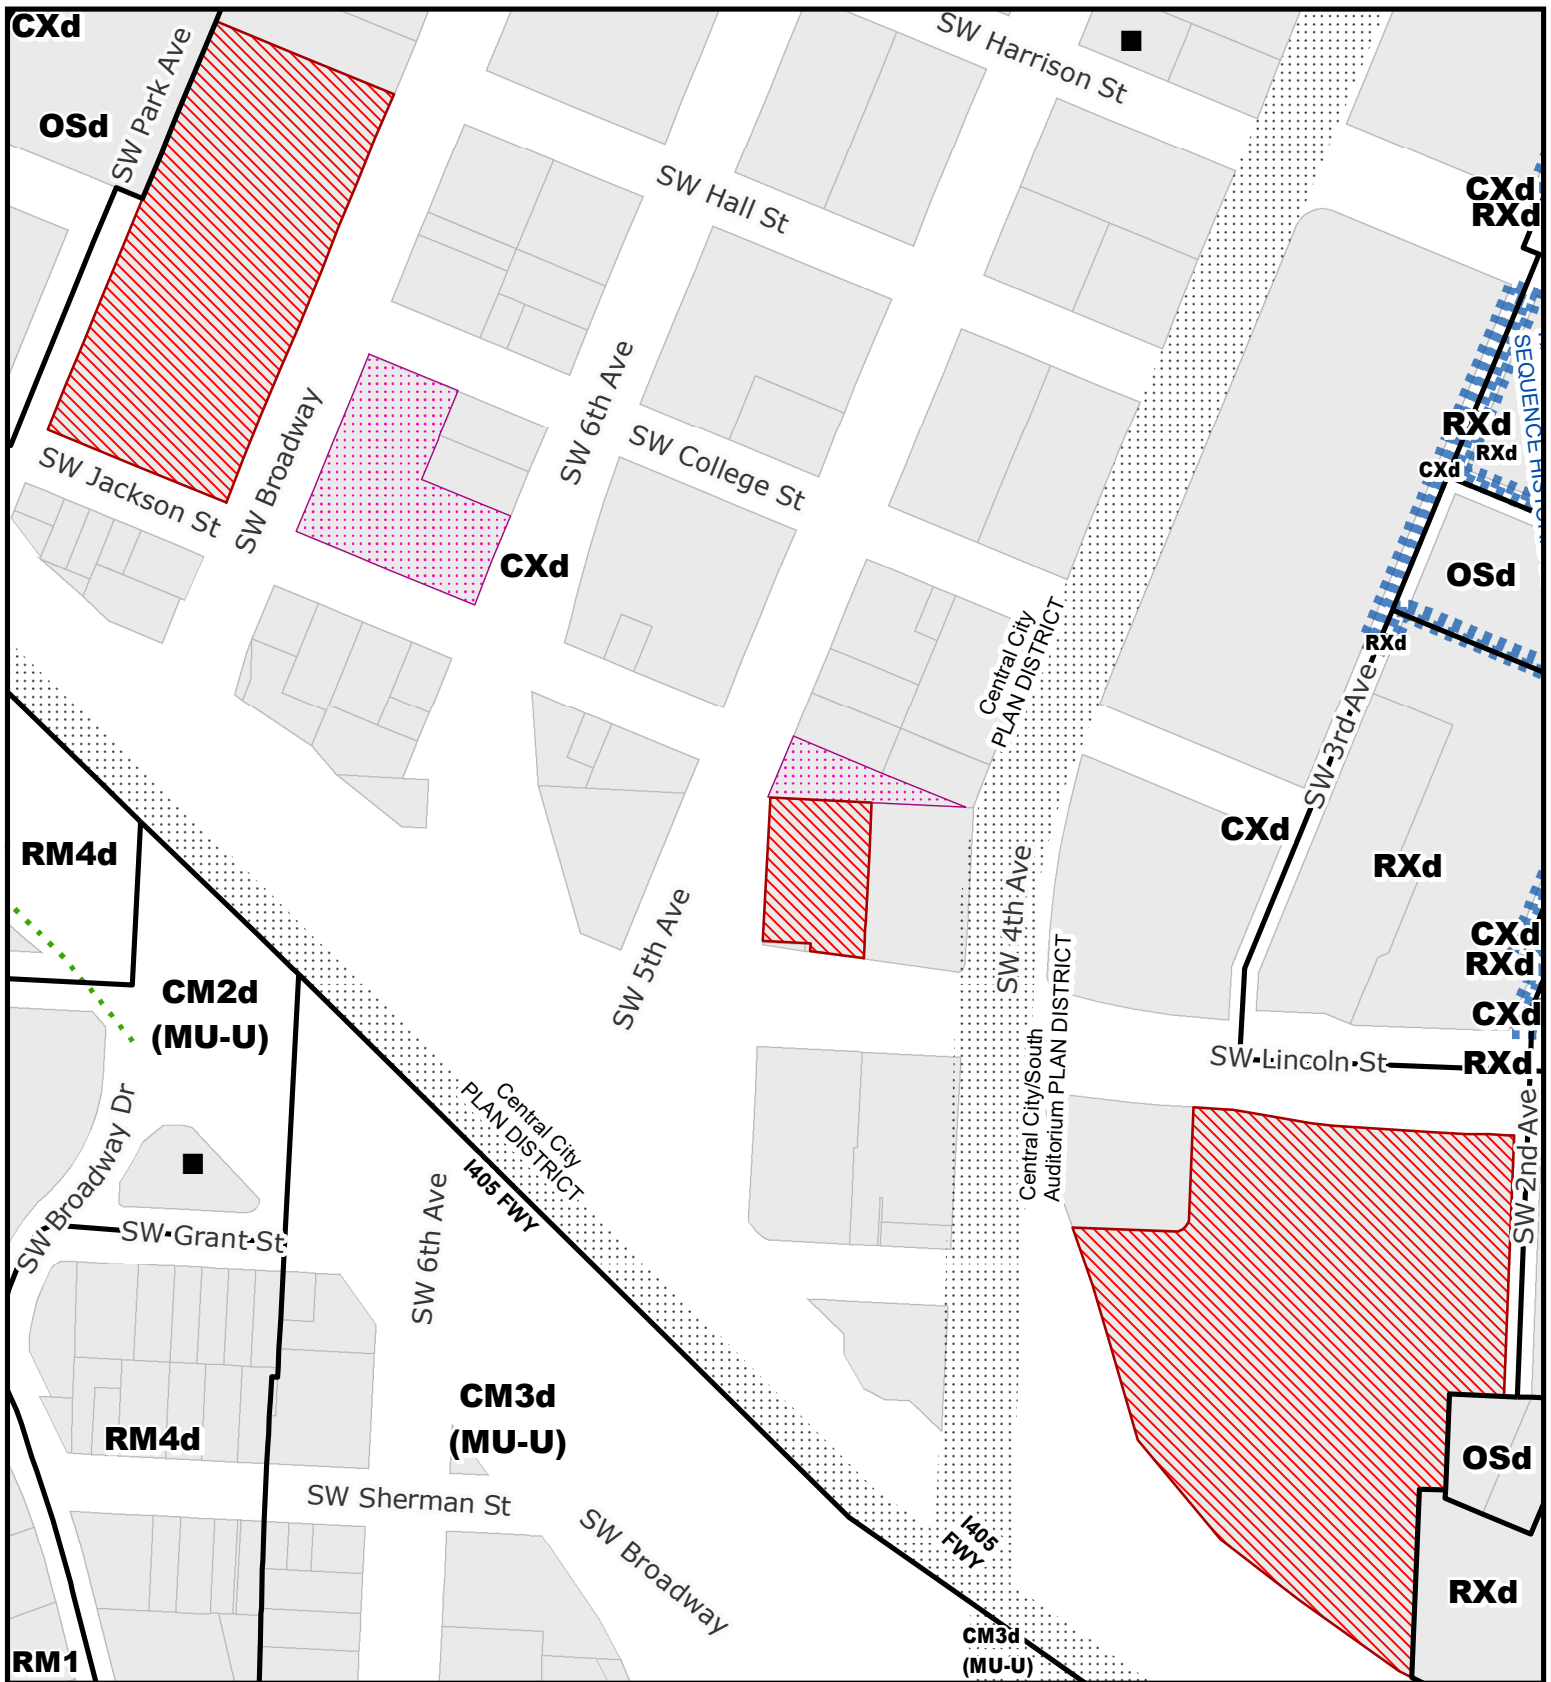 CXd
SW Park Ave
OSd
SW Harrison St
SW Hall St
CXd
RXd
SEQUENCE HIS
SW Broadway
SW 6th Ave
SW College St
SW Jackson St
CXd
RXd
RXd
CXd
OSd
RXd
Central City
PLAN DISTRICT
SW 3rd Ave
CXd
RXd
RM4d
SW 5th Ave
SW 4th Ave
CXd
RXd
CXd
RXd
CM2d
(MU-U)
Central City/South
Auditorium PLAN DISTRICT
SW Lincoln St
SW 2nd Ave
SW Broadway Dr
SW Grant St
SW 6th Ave
Central City
PLAN DISTRICT
I405 FWY
CM3d
(MU-U)
RM4d
SW Sherman St
SW Broadway
OSd
I405
FWY
RXd
CM3d
(MU-U)
RM1